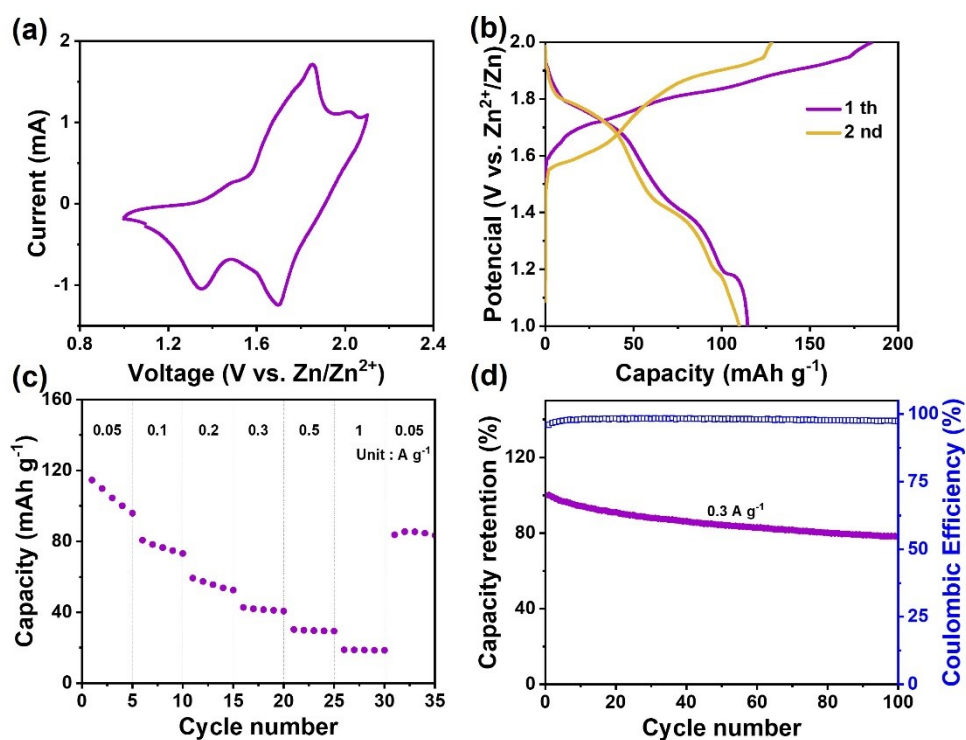 (a)
2
1
0
-1
Current (mA)
0.8 1.2 1.6 2.0 2.4
Voltage (V vs. Zn/Zn²⁺)
(b)
2.0
1.8
1.6
1.4
1.2
1.0
Potencial (V vs. Zn²⁺/Zn)
1 th
2 nd
0 50 100 150 200
Capacity (mAh g⁻¹)
(c)
160
120
80
40
0
Capacity (mAh g⁻¹)
0.05 0.1 0.2 0.3 0.5 1 0.05
Unit : A g⁻¹
0 5 10 15 20 25 30 35
Cycle number
(d)
120
80
40
0
Capacity retention (%)
0.3 A g⁻¹
100
75
50
25
0
Coulombic Efficiency (%)
0 20 40 60 80 100
Cycle number